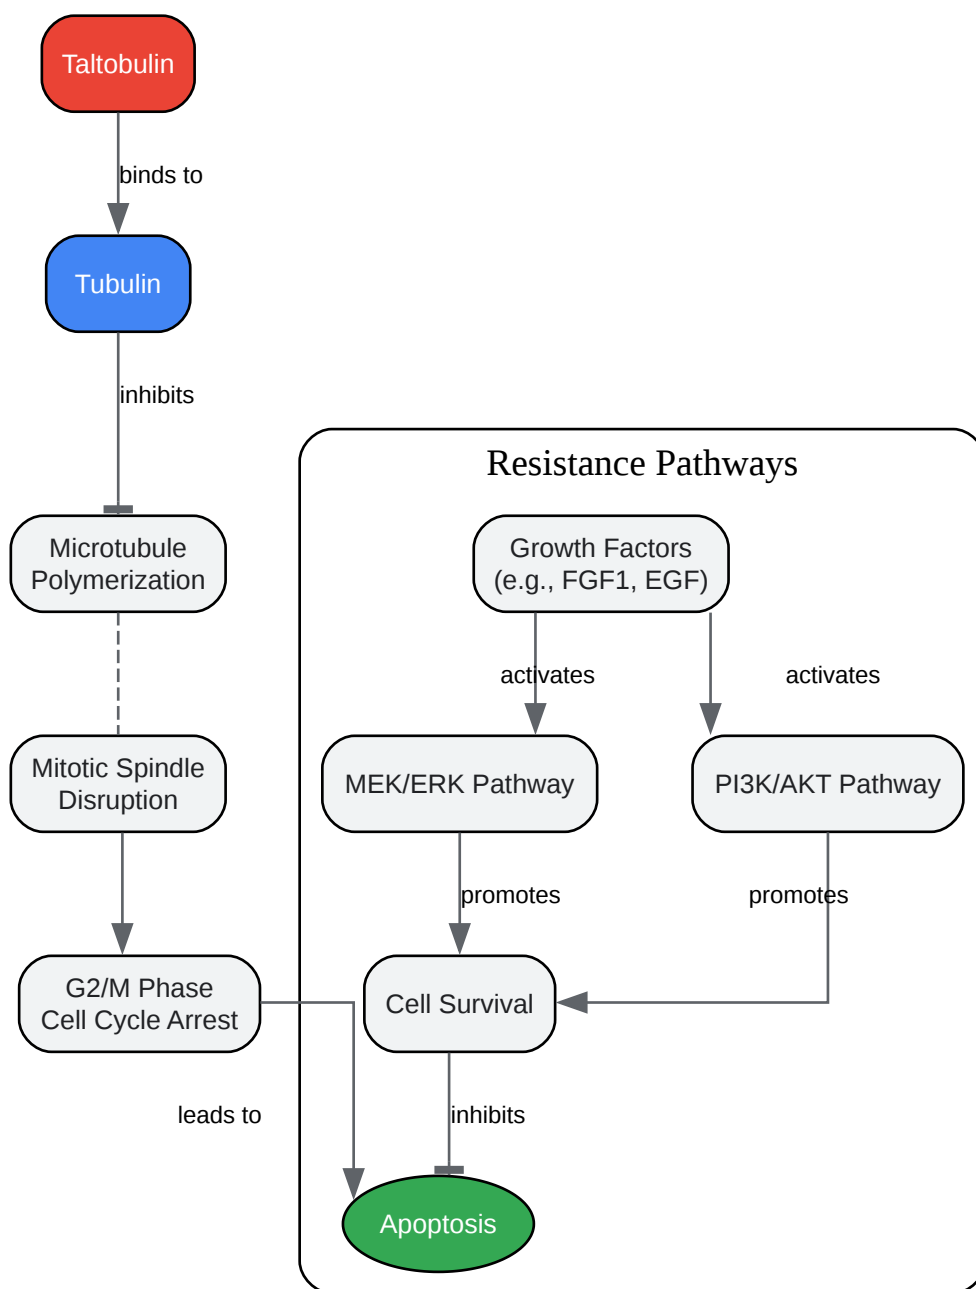 Taltobulin
binds to
Tubulin
inhibits
Resistance Pathways
Microtubule
Polymerization
Growth Factors
(e.g., FGF1, EGF)
activates
activates
Mitotic Spindle
Disruption
MEK/ERK Pathway
PI3K/AKT Pathway
promotes
promotes
G2/M Phase
Cell Cycle Arrest
Cell Survival
leads to
inhibits
Apoptosis